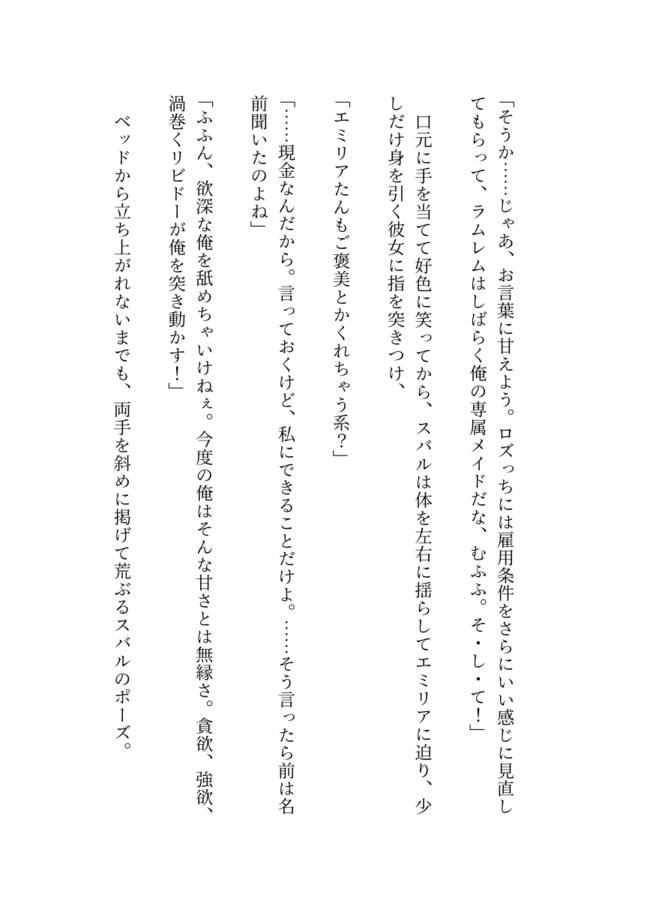 「そうか……じゃあ、お言葉に甘えよう。ロズっちには雇用条件をさらにいい感じに見直し
てもらって、ラムレムはしばらく俺の専属メイドだな、むふふ。そ・し・て！」
口元に手を当てて好色に笑ってから、スバルは体を左右に揺らしてエミリアに迫り、少
しだけ身を引く彼女に指を突きつけ、
「エミリアたんもご褒美とかくれちゃう系？」
「……現金なんだから。言っておくけど、私にできることだけよ。……そう言ったら前は名
前聞いたのよね」
「ふふん、欲深な俺を舐めちゃいけねぇ。今度の俺はそんな甘さとは無縁さ。貪欲、強欲、
渦巻くリビドーが俺を突き動かす！」
ベッドから立ち上がれないまでも、両手を斜めに掲げて荒ぶるスバルのポーズ。